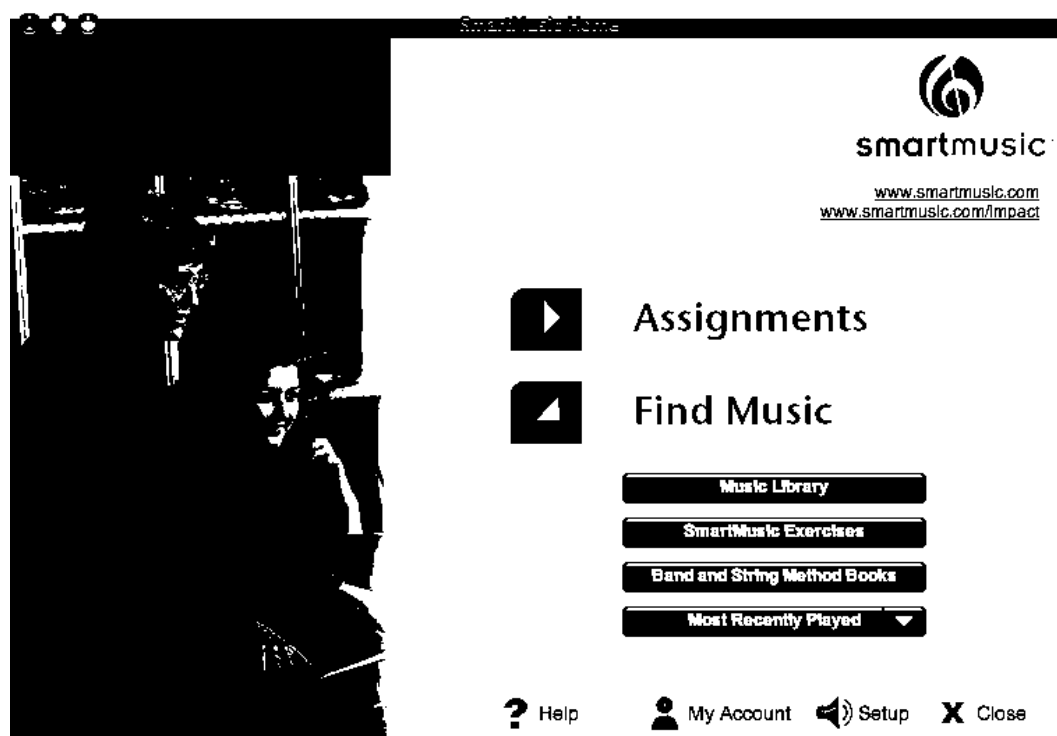 SmartMusic Home
smartmusic
www.smartmusic.com
www.smartmusic.com/impact
Assignments
Find Music
Music Library
SmartMusic Exercises
Band and String Method Books
Most Recently Played
? Help
My Account
Setup
X Close